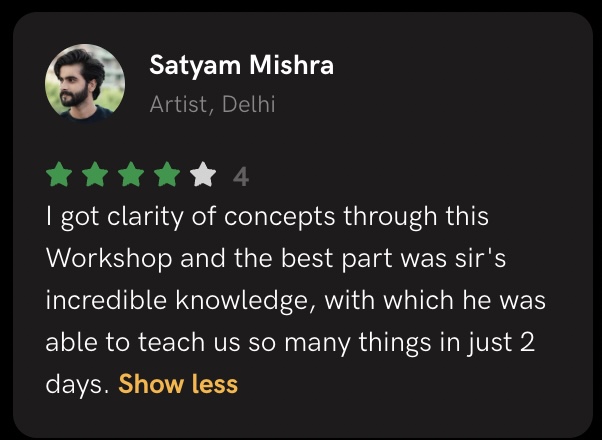 Satyam Mishra
Artist, Delhi
4
I got clarity of concepts through this
Workshop and the best part was sir's
incredible knowledge, with which he was
able to teach us so many things in just 2
days. Show less